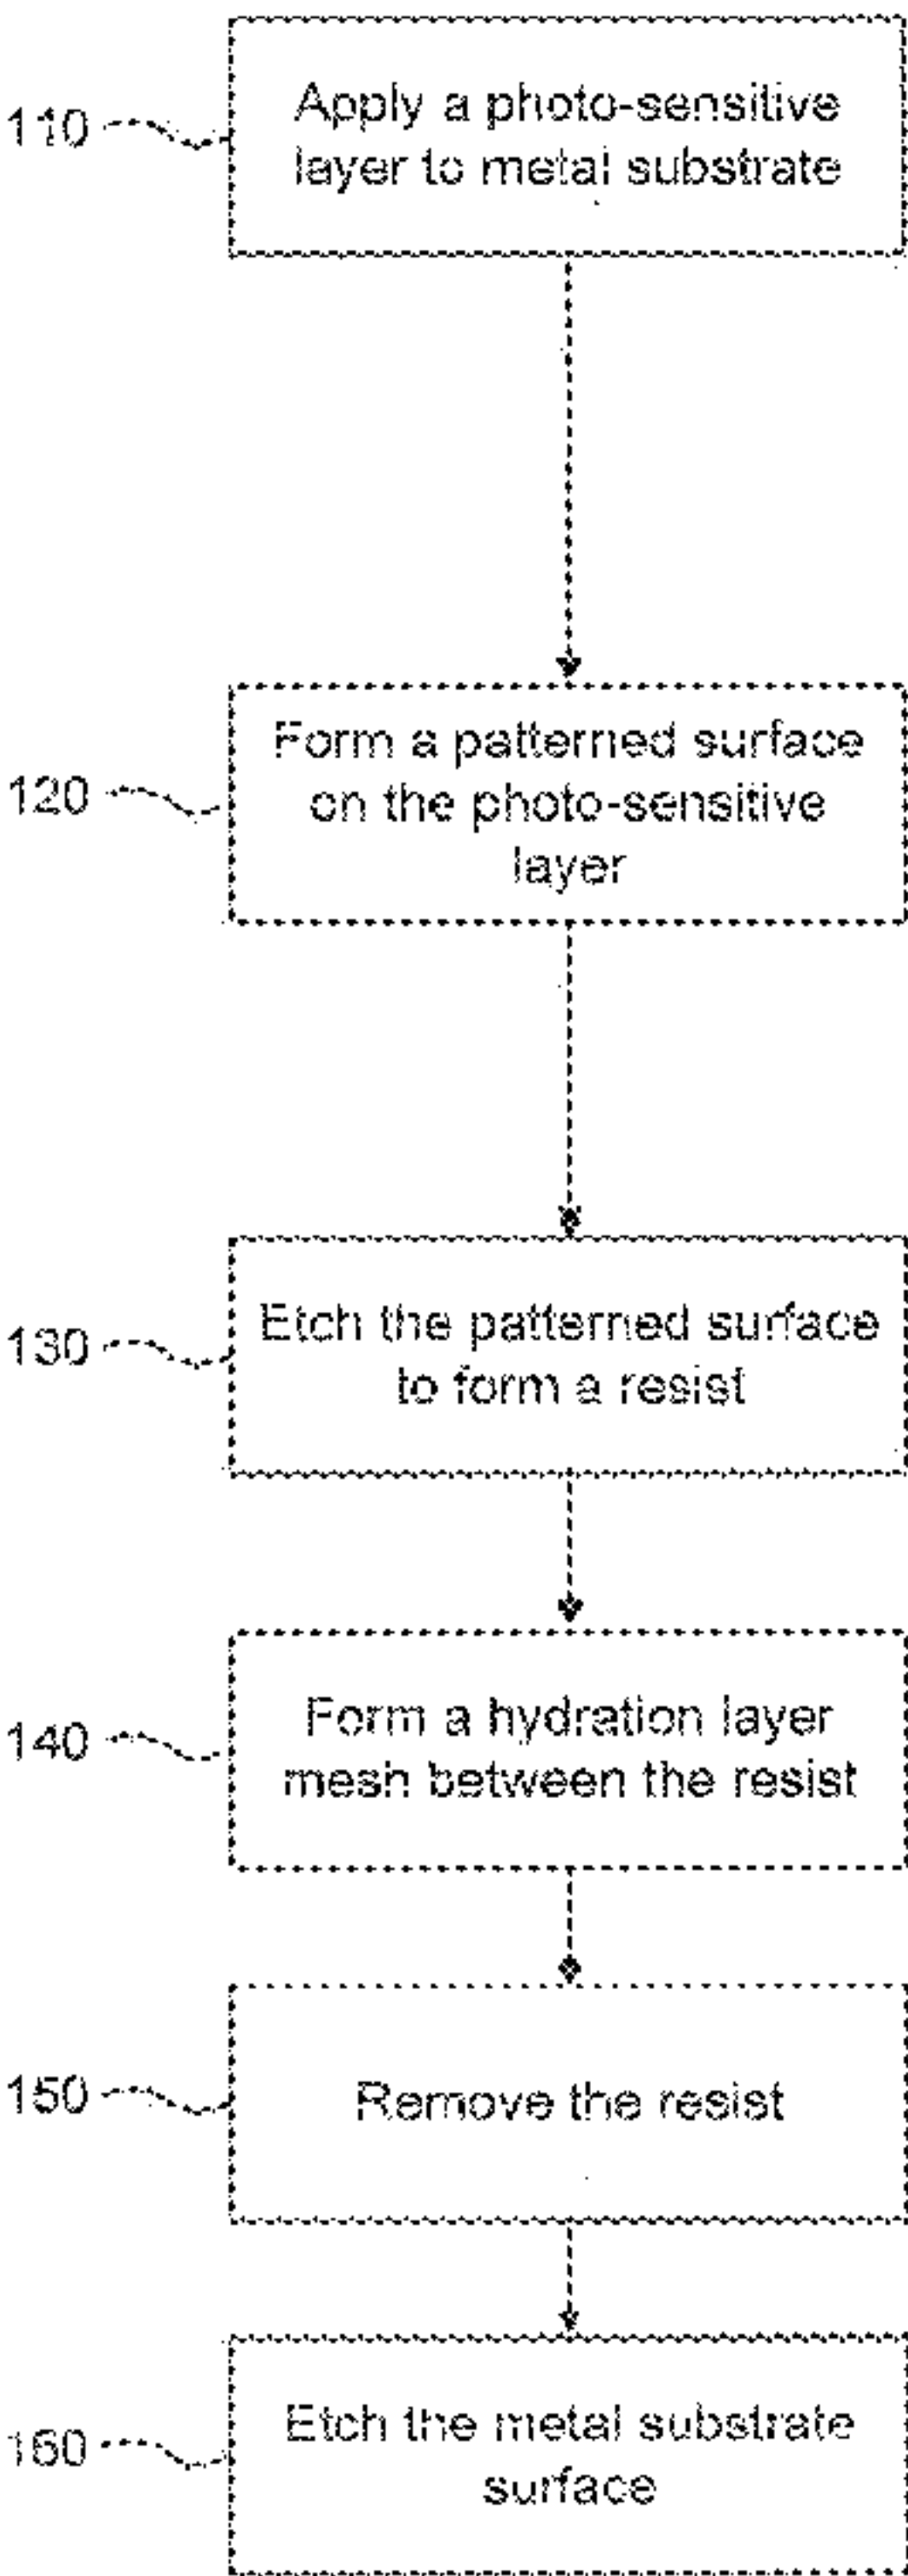 110
Apply a photo-sensitive
layer to metal substrate
120
Form a patterned surface
on the photo-sensitive
layer
130
Etch the patterned surface
to form a resist
140
Form a hydration layer
mesh between the resist
150
Remove the resist
160
Etch the metal substrate
surface